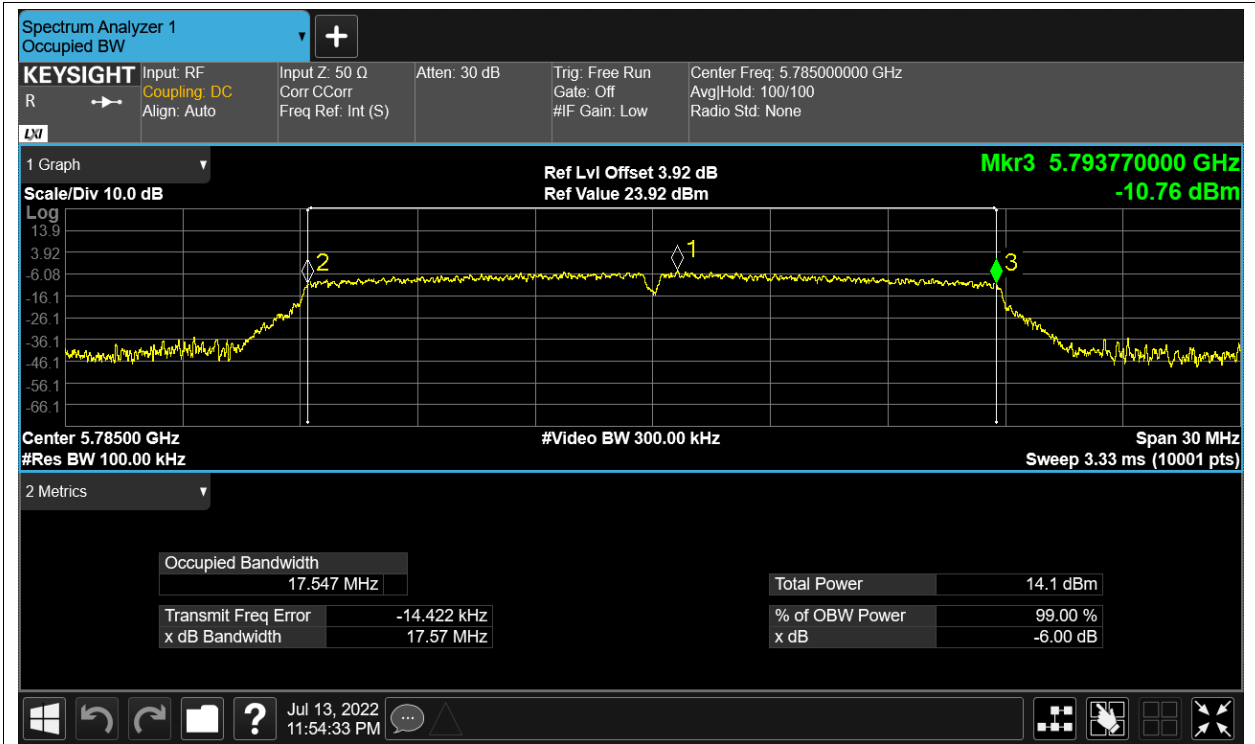 Spectrum Analyzer 1
Occupied BW
KEYSIGHT
R
LXI
Input: RF
Coupling: DC
Align: Auto
Input Z: 50 Ω
Corr CCorr
Freq Ref: Int (S)
Atten: 30 dB
Trig: Free Run
Gate: Off
#IF Gain: Low
Center Freq: 5.785000000 GHz
Avg|Hold: 100/100
Radio Std: None
1 Graph
Ref Lvl Offset 3.92 dB
Mkr3 5.793770000 GHz
Scale/Div 10.0 dB
Ref Value 23.92 dBm
-10.76 dBm
Log
13.9
3.92
-6.08
-16.1
-26.1
-36.1
-46.1
-56.1
-66.1
2
1
3
Center 5.78500 GHz
#Video BW 300.00 kHz
Span 30 MHz
#Res BW 100.00 kHz
Sweep 3.33 ms (10001 pts)
2 Metrics
Occupied Bandwidth
17.547 MHz
Total Power 14.1 dBm
Transmit Freq Error -14.422 kHz
% of OBW Power 99.00 %
x dB Bandwidth 17.57 MHz
x dB -6.00 dB
?
Jul 13, 2022
11:54:33 PM